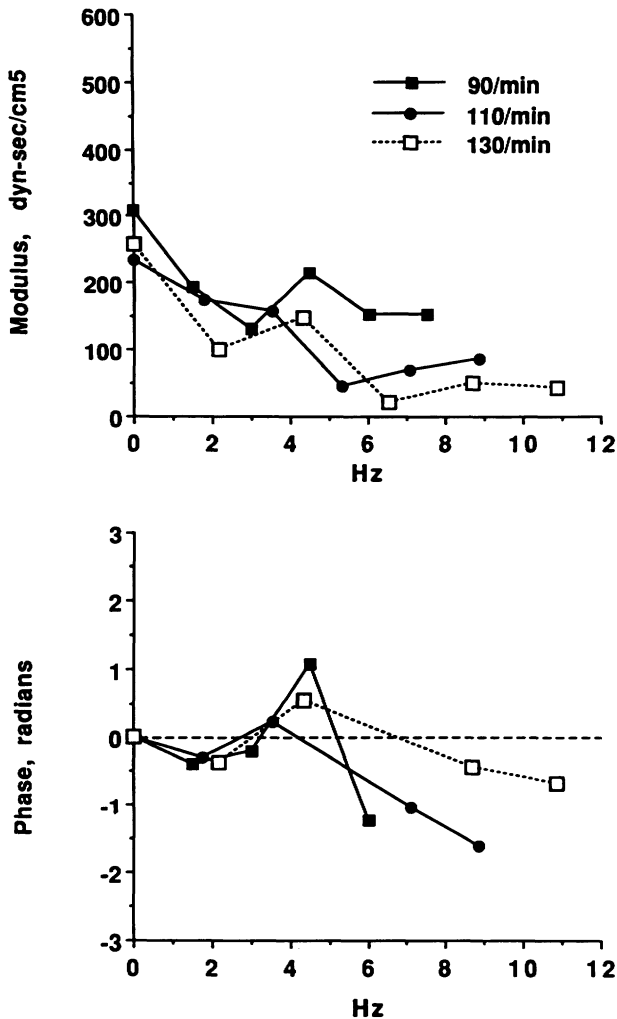 600
500
400
300
200
100
0
Modulus, dyn-sec/cm5
90/min
110/min
130/min
0 2 4 6 8 10 12
Hz
3
2
1
0
-1
-2
-3
Phase, radians
0 2 4 6 8 10 12
Hz